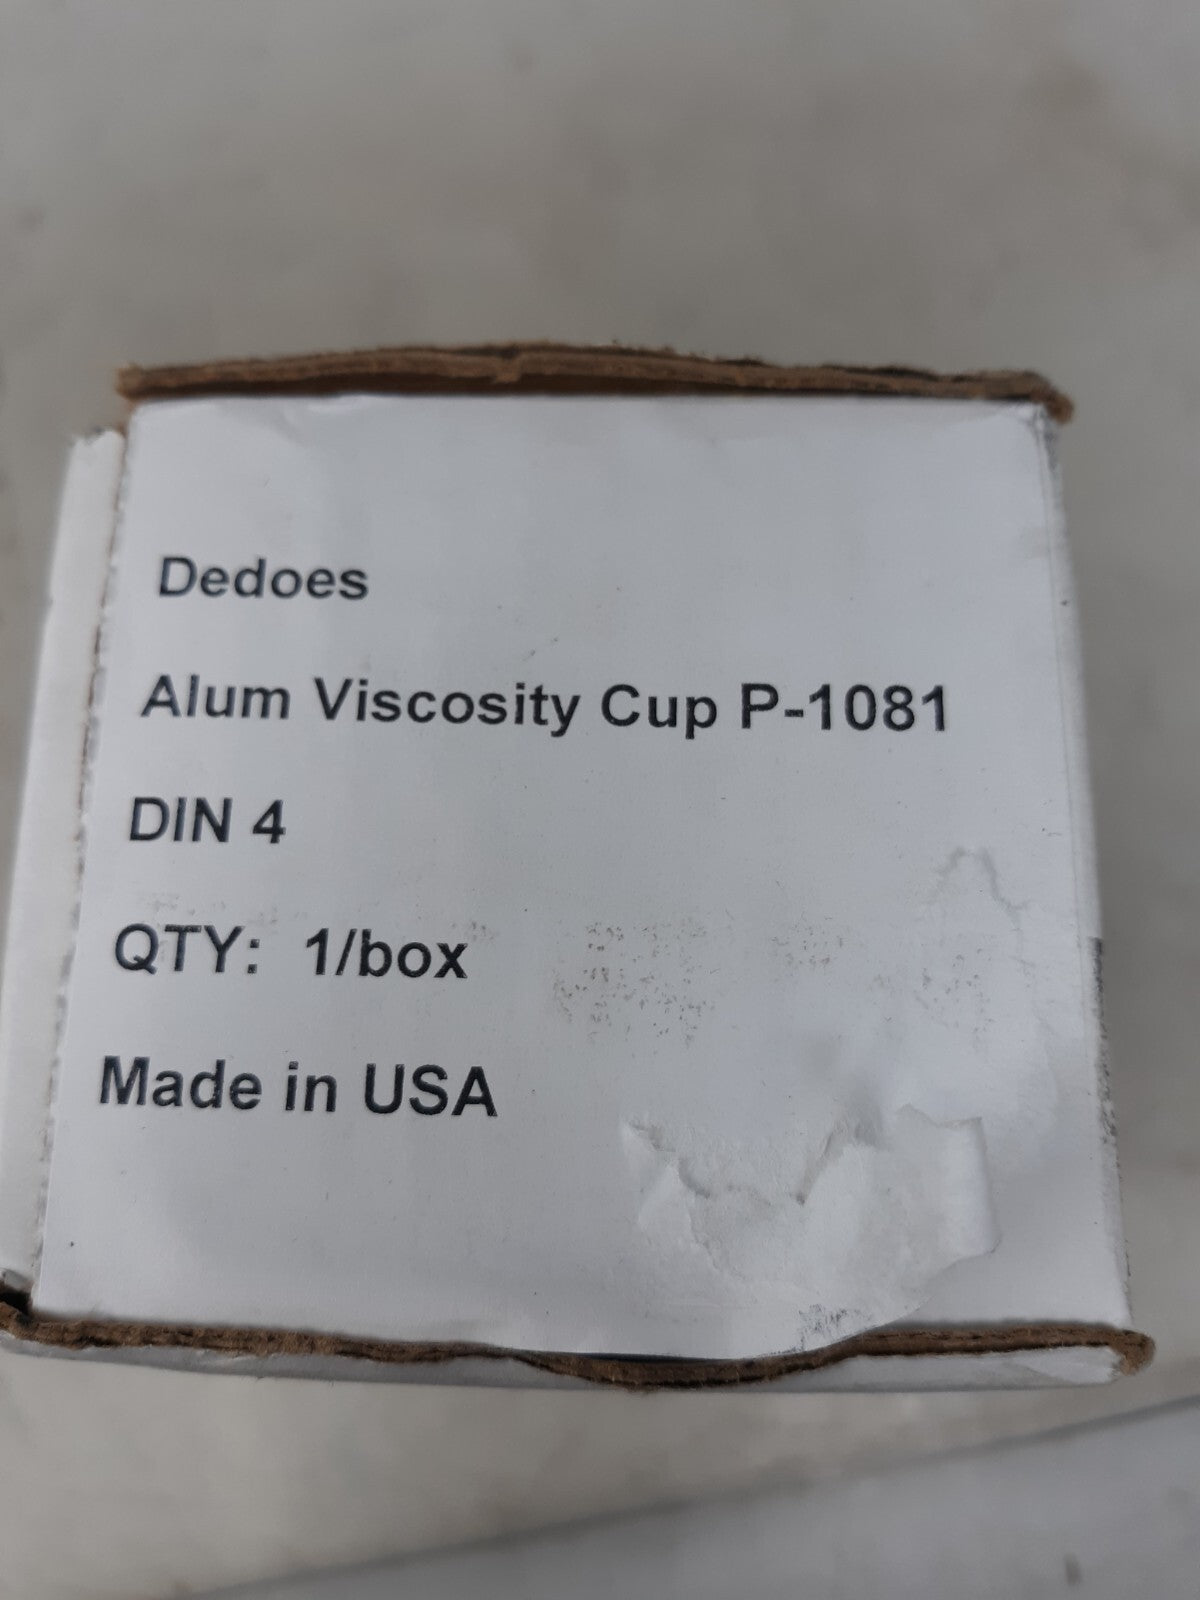 Dedoes
Alum Viscosity Cup P-1081
DIN 4
QTY: 1/box
Made in USA